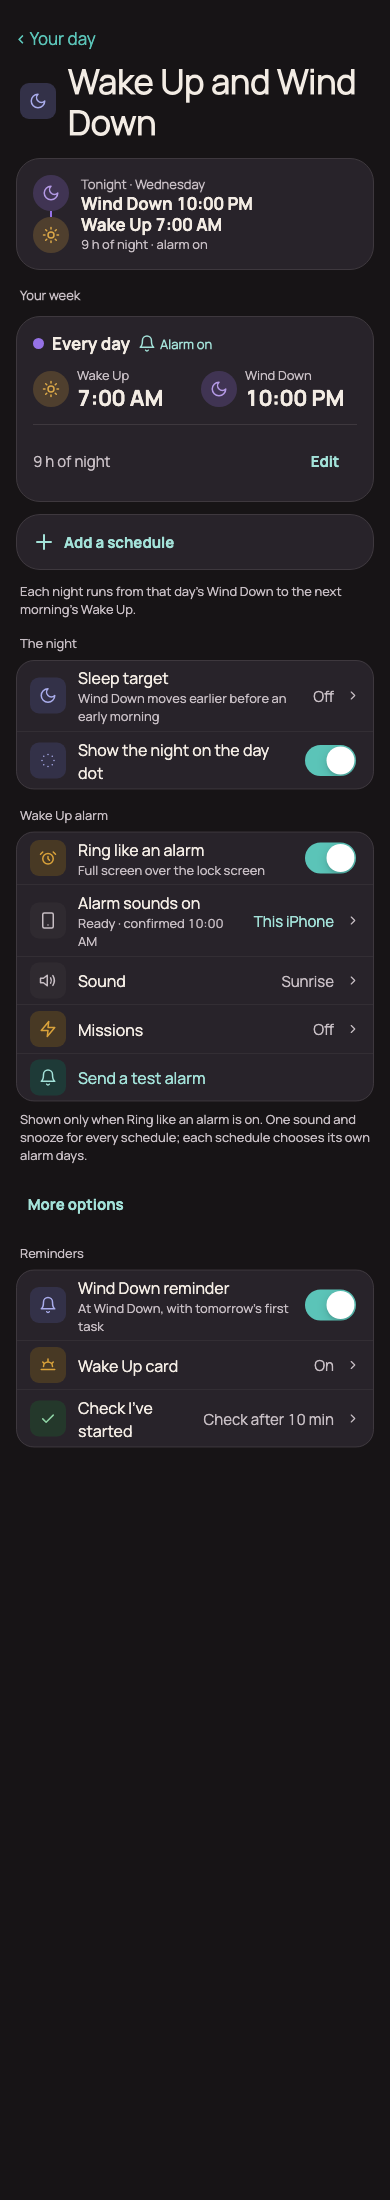 ‹ Your day
Wake Up and Wind
Down
Tonight · Wednesday
Wind Down 10:00 PM
Wake Up 7:00 AM
9 h of night · alarm on
Your week
Every day Alarm on
Wake Up Wind Down
7:00 AM 10:00 PM
9 h of night Edit
Add a schedule
Each night runs from that day's Wind Down to the next
morning's Wake Up.
The night
Sleep target
Wind Down moves earlier before an
early morning
Off
Show the night on the day
dot
Wake Up alarm
Ring like an alarm
Full screen over the lock screen
Alarm sounds on
Ready · confirmed 10:00
AM
This iPhone
Sound Sunrise
Missions Off
Send a test alarm
Shown only when Ring like an alarm is on. One sound and
snooze for every schedule; each schedule chooses its own
alarm days.
More options
Reminders
Wind Down reminder
At Wind Down, with tomorrow's first
task
Wake Up card On
Check I've
started
Check after 10 min